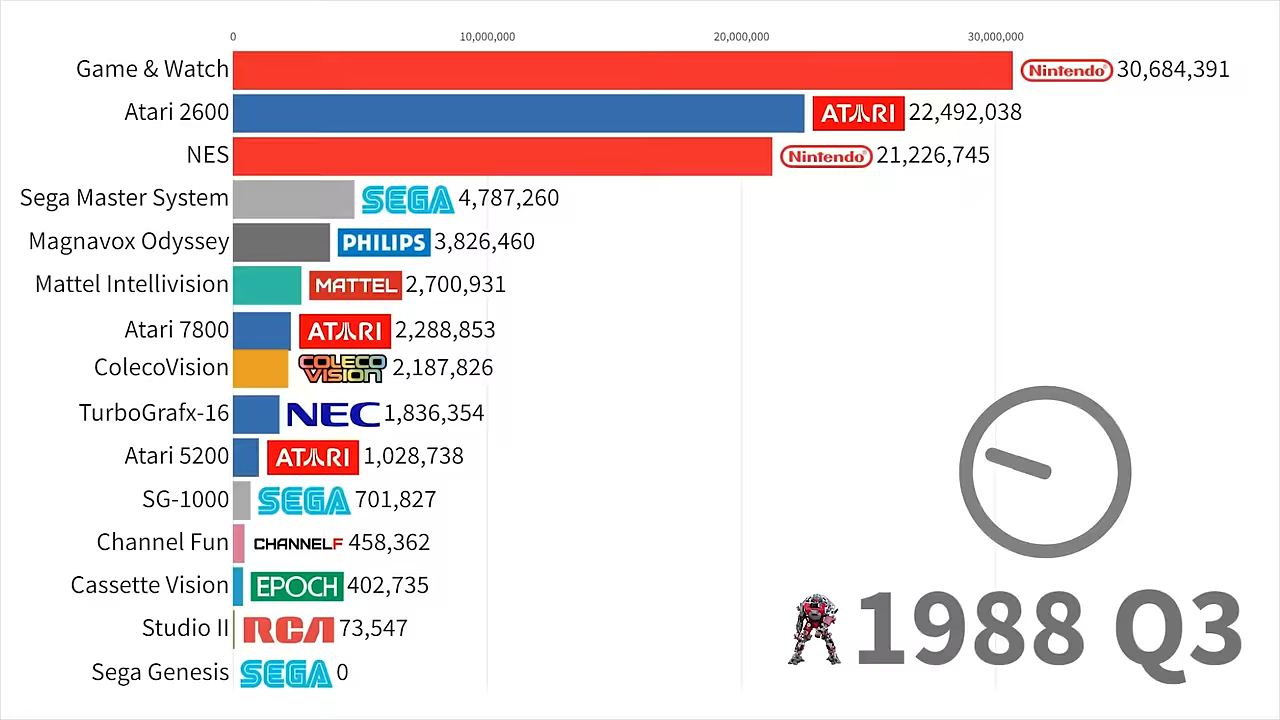 0 10,000,000 20,000,000 30,000,000
Game & Watch Nintendo® 30,684,391
Atari 2600 ATARI 22,492,038
NES Nintendo® 21,226,745
Sega Master System SEGA 4,787,260
Magnavox Odyssey PHILIPS 3,826,460
Mattel Intellivision MATTEL 2,700,931
Atari 7800 ATARI 2,288,853
ColecoVision COLECO VISION 2,187,826
TurboGrafx-16 NEC 1,836,354
Atari 5200 ATARI 1,028,738
SG-1000 SEGA 701,827
Channel Fun CHANNELF 458,362
Cassette Vision EPOCH 402,735
Studio II RCA 73,547
Sega Genesis SEGA 0
1988 Q3